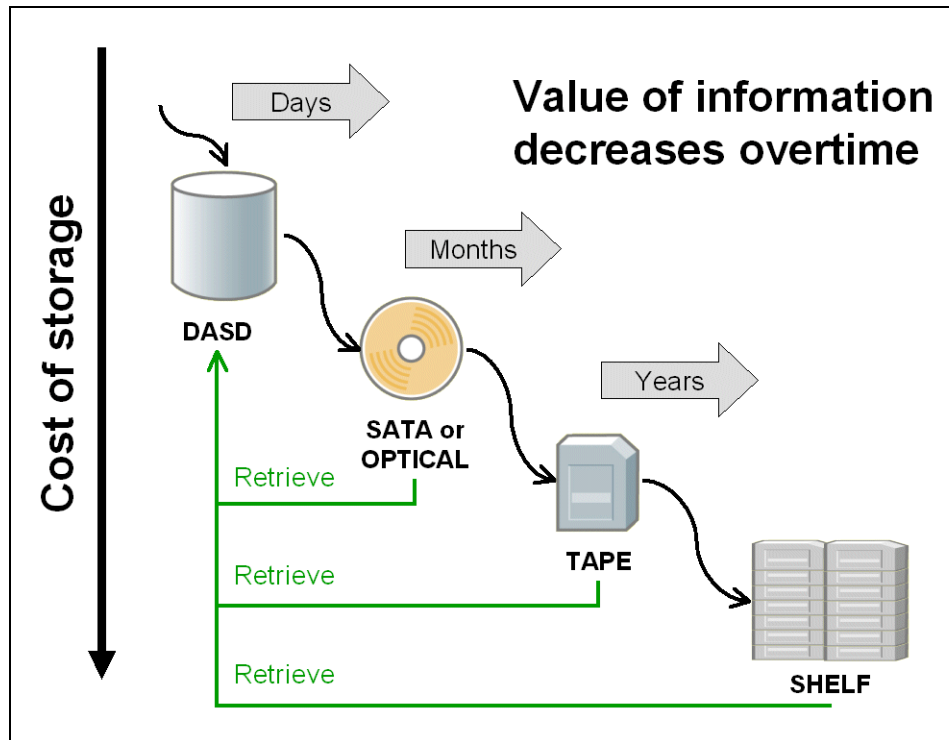 Days
Value of information
decreases overtime
Cost of storage
Months
DASD
Years
SATA or
OPTICAL
Retrieve
TAPE
Retrieve
SHELF
Retrieve